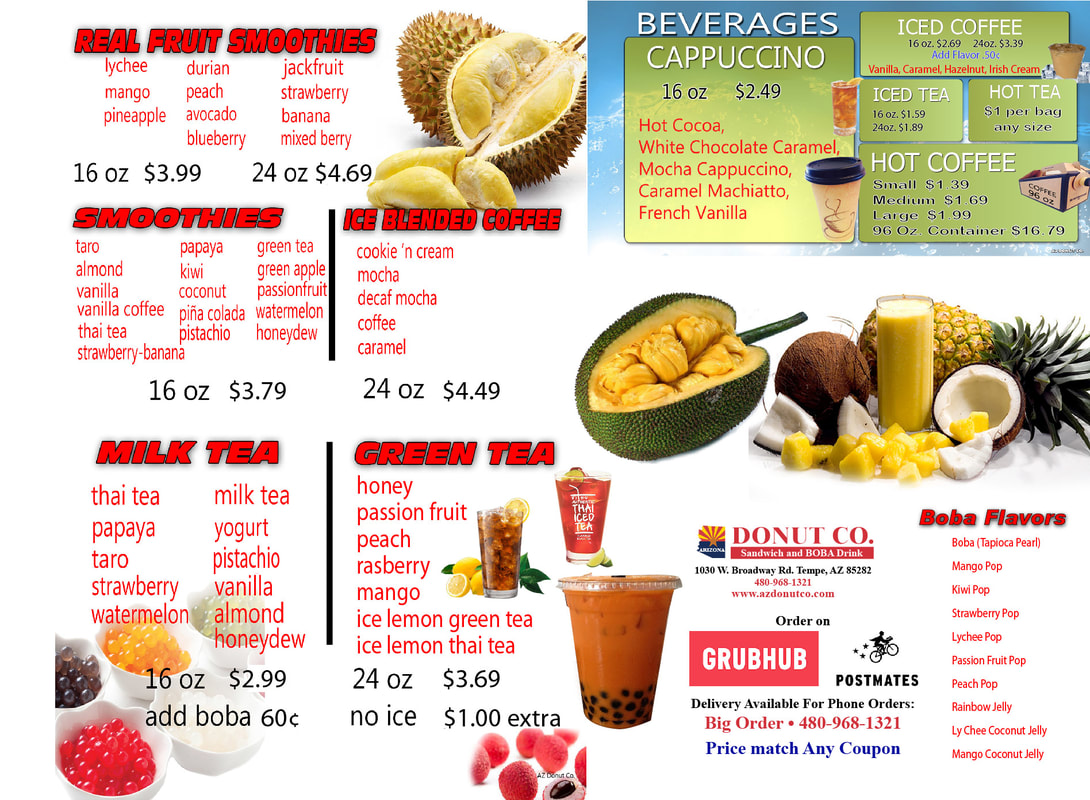 REAL FRUIT SMOOTHIES
lychee durian jackfruit
mango peach strawberry
pineapple avocado banana
blueberry mixed berry
16 oz $3.99 24 oz $4.69
SMOOTHIES
taro papaya green tea
almond kiwi green apple
vanilla coconut passionfruit
vanilla coffee piña colada watermelon
thai tea pistachio honeydew
strawberry-banana
16 oz $3.79
ICE BLENDED COFFEE
cookie 'n cream
mocha
decaf mocha
coffee
caramel
24 oz $4.49
MILK TEA
thai tea milk tea
papaya yogurt
taro pistachio
strawberry vanilla
watermelon almond
honeydew
16 oz $2.99
add boba 60¢
GREEN TEA
honey
passion fruit
peach
rasberry
mango
ice lemon green tea
ice lemon thai tea
24 oz $3.69
no ice $1.00 extra
THAI
ICED
TEA
AZ Donut Co.
BEVERAGES
CAPPUCCINO
16 oz $2.49
Hot Cocoa,
White Chocolate Caramel,
Mocha Cappuccino,
Caramel Machiatto,
French Vanilla
ICED COFFEE
16 oz. $2.69 24oz. $3.39
Add Flavor .50¢
Vanilla, Caramel, Hazelnut, Irish Cream
ICED TEA
16 oz. $1.59
24oz. $1.89
HOT TEA
$1 per bag
any size
HOT COFFEE
Small $1.39
Medium $1.69
Large $1.99
96 Oz. Container $16.79
COFFEE
96 OZ
ARIZONA
DONUT CO.
Sandwich and BOBA Drink
1030 W. Broadway Rd. Tempe, AZ 85282
480-968-1321
www.azdonutco.com
Order on
GRUBHUB
POSTMATES
Delivery Available For Phone Orders:
Big Order • 480-968-1321
Price match Any Coupon
Boba Flavors
Boba (Tapioca Pearl)
Mango Pop
Kiwi Pop
Strawberry Pop
Lychee Pop
Passion Fruit Pop
Peach Pop
Rainbow Jelly
Ly Chee Coconut Jelly
Mango Coconut Jelly